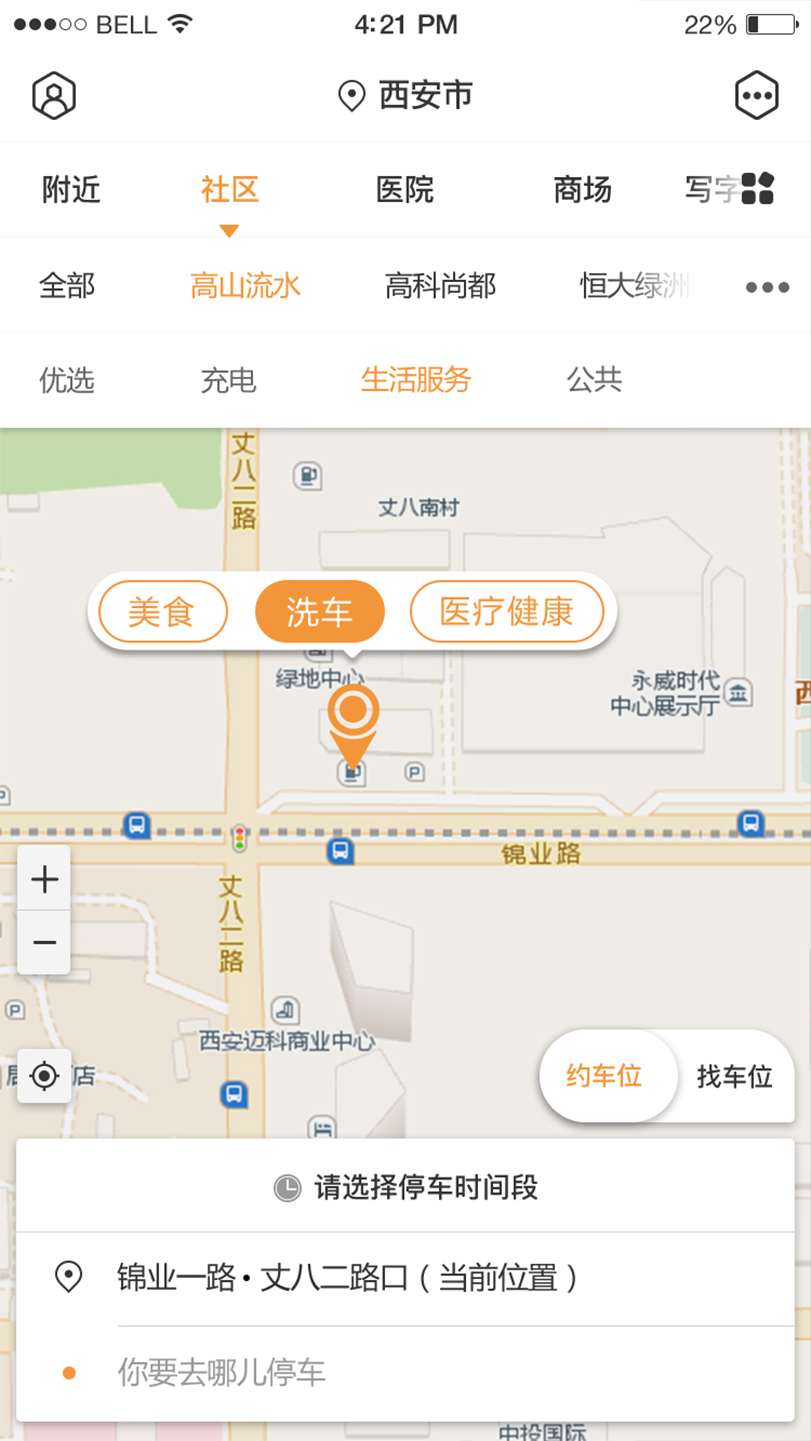 BELL 4:21 PM 22%
西安市
附近 社区 医院 商场 写字
全部 高山流水 高科尚都 恒大绿洲
优选 充电 生活服务 公共
丈八二路
丈八南村
美食 洗车 医疗健康
绿地中心
永威时代
中心展示厅
西
P
P
锦业路
+
丈八二路
−
P
西安迈科商业中心
居 店
约车位 找车位
请选择停车时间段
锦业一路•丈八二路口（当前位置）
你要去哪儿停车
中投国际